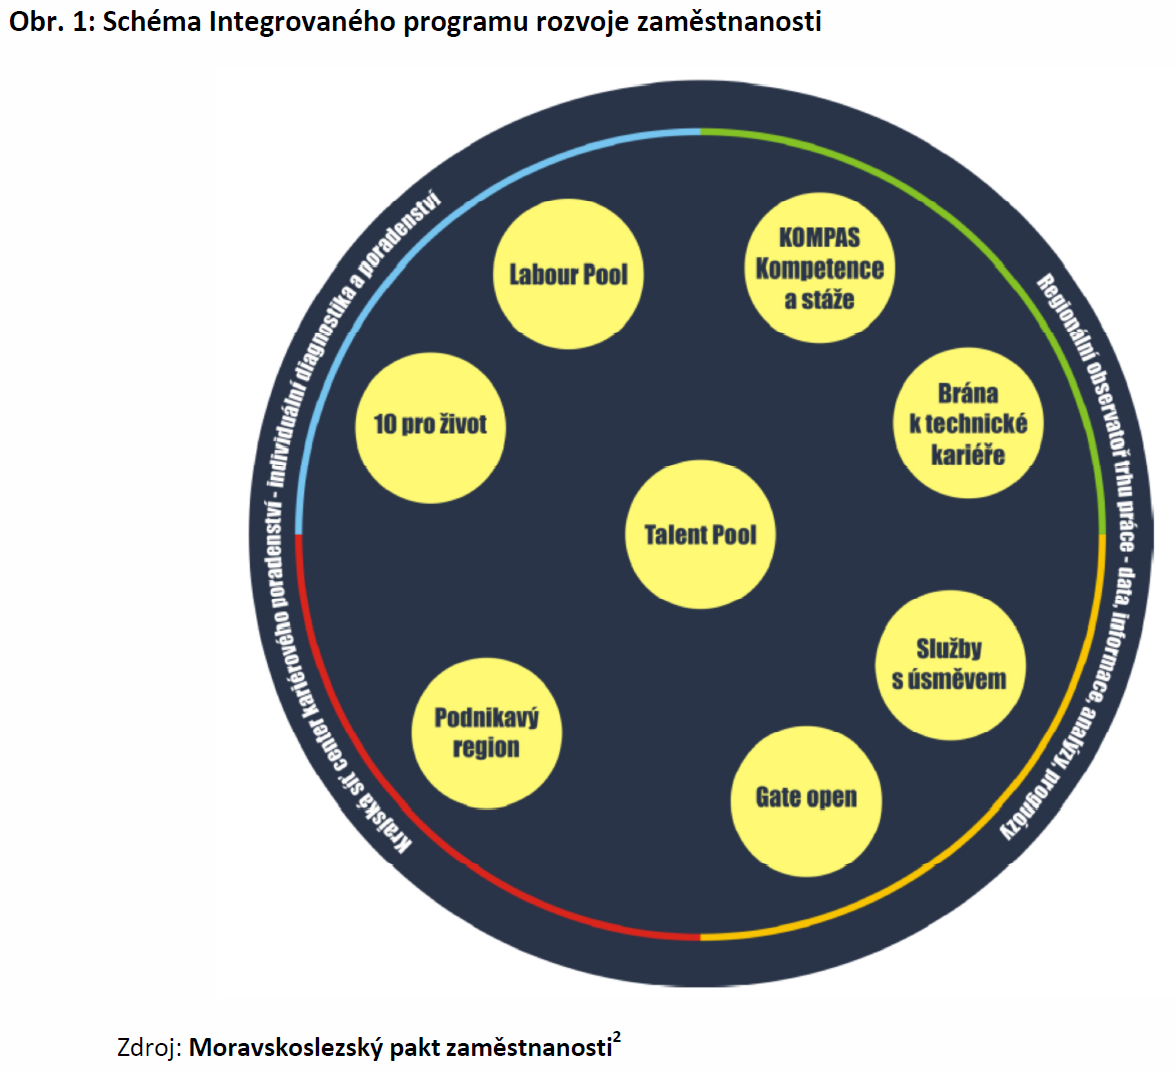 Obr. 1: Schéma Integrovaného programu rozvoje zaměstnanosti
Krajská síť center kariérového poradenství - individuální diagnostika a poradenství
Regionální observatoř trhu práce - data, informace, analýzy, prognózy
Labour Pool
KOMPAS
Kompetence
a stáže
10 pro život
Brána
k technické
kariéře
Talent Pool
Služby
s úsměvem
Podnikavý
region
Gate open
Zdroj: Moravskoslezský pakt zaměstnanosti2